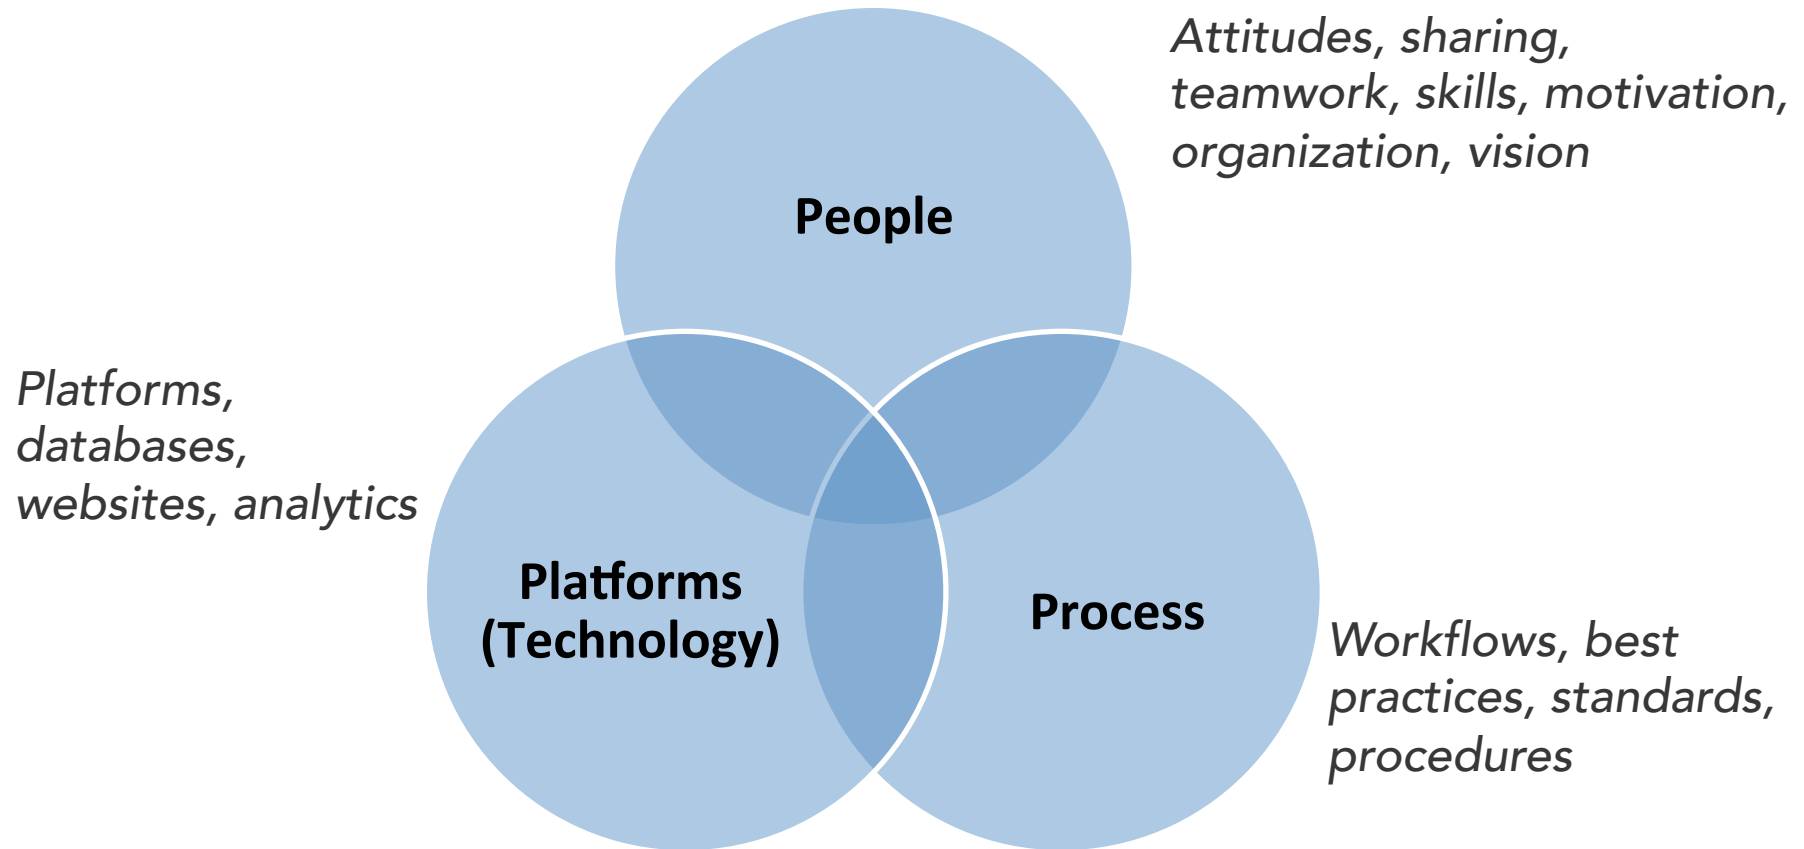 Attitudes, sharing,
teamwork, skills, motivation,
organization, vision
People
Platforms,
databases,
websites, analytics
Platforms
(Technology)
Process
Workflows, best
practices, standards,
procedures